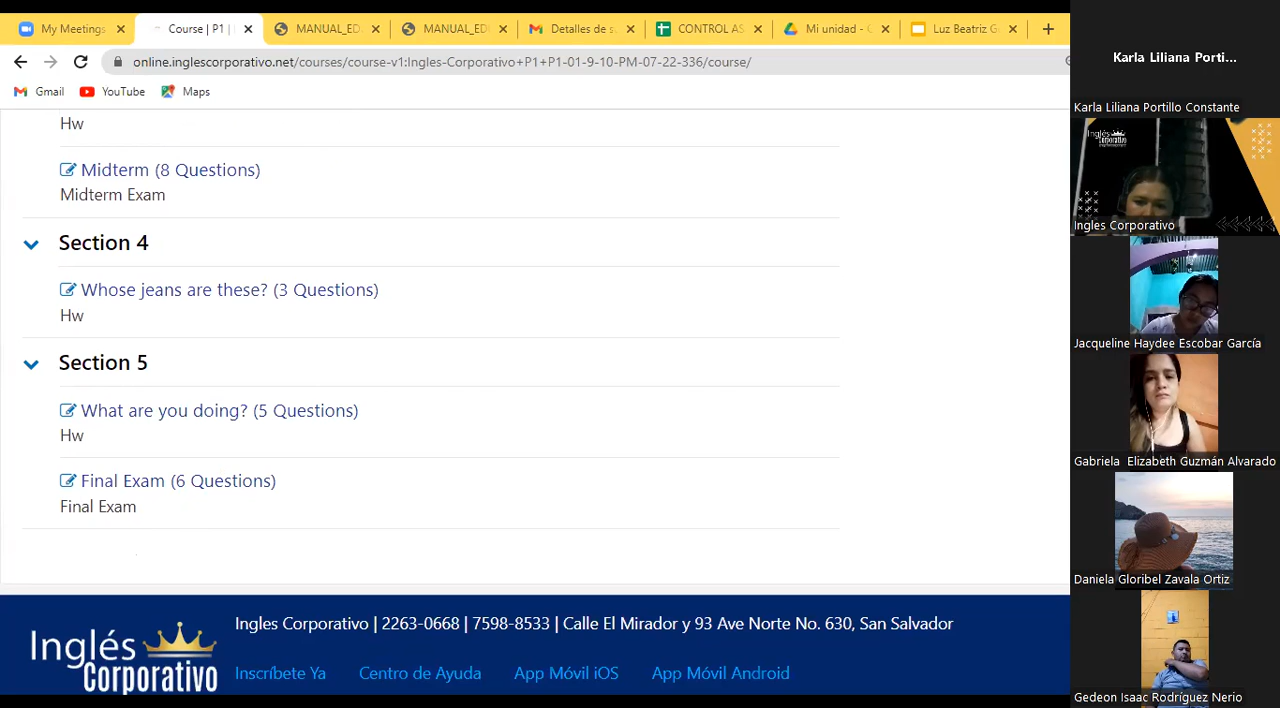 My Meetings
Course | P1 |
MANUAL_ED
MANUAL_EDI
Detalles de s
CONTROL AS
Mi unidad - G
Luz Beatriz G
online.inglescorporativo.net/courses/course-v1:Ingles-Corporativo+P1+P1-01-9-10-PM-07-22-336/course/
Gmail
YouTube
Maps
Hw
Midterm (8 Questions)
Midterm Exam
Section 4
Whose jeans are these? (3 Questions)
Hw
Section 5
What are you doing? (5 Questions)
Hw
Final Exam (6 Questions)
Final Exam
Inglés Corporativo
Ingles Corporativo | 2263-0668 | 7598-8533 | Calle El Mirador y 93 Ave Norte No. 630, San Salvador
Inscríbete Ya
Centro de Ayuda
App Móvil iOS
App Móvil Android
Karla Liliana Porti...
Karla Liliana Portillo Constante
Inglés
Corporativo
Ingles Corporativo
Jacqueline Haydee Escobar García
Gabriela Elizabeth Guzmán Alvarado
Daniela Gloribel Zavala Ortiz
Gedeon Isaac Rodríguez Nerio